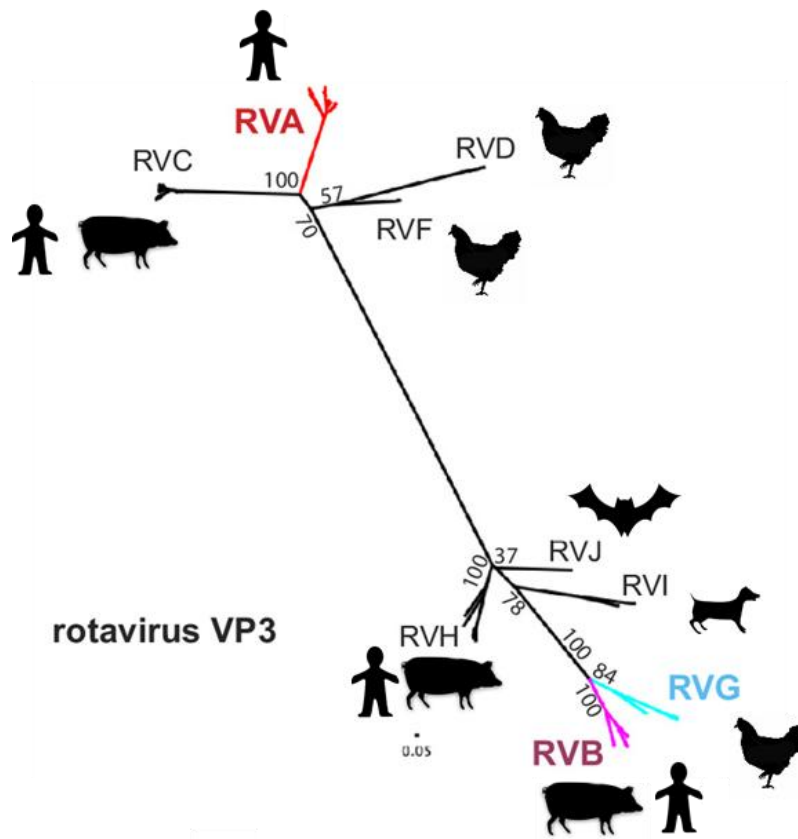 RVA
RVC
RVD
100
57
70
RVF
37
RVJ
100
RVI
78
rotavirus VP3
RVH
100
84
RVG
100
0.05
RVB